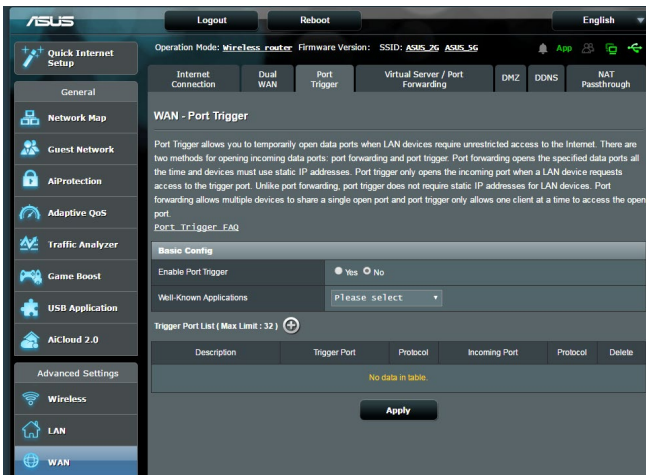 ASUS
Logout
Reboot
English
Quick Internet
Setup
Operation Mode: Wireless router Firmware Version: SSID: ASUS_2G ASUS_5G
App
Internet
Connection
Dual
WAN
Port
Trigger
Virtual Server / Port
Forwarding
DMZ
DDNS
NAT
Passthrough
General
Network Map
Guest Network
AiProtection
Adaptive QoS
Traffic Analyzer
Game Boost
USB Application
AiCloud 2.0
Advanced Settings
Wireless
LAN
WAN
WAN - Port Trigger
Port Trigger allows you to temporarily open data ports when LAN devices require unrestricted access to the Internet. There are
two methods for opening incoming data ports: port forwarding and port trigger. Port forwarding opens the specified data ports all
the time and devices must use static IP addresses. Port trigger only opens the incoming port when a LAN device requests
access to the trigger port. Unlike port forwarding, port trigger does not require static IP addresses for LAN devices. Port
forwarding allows multiple devices to share a single open port and port trigger only allows one client at a time to access the open
port.
Port Trigger FAQ
Basic Config
Enable Port Trigger
Yes No
Well-Known Applications
Please select
Trigger Port List ( Max Limit : 32 )
Description Trigger Port Protocol Incoming Port Protocol Delete
No data in table.
Apply